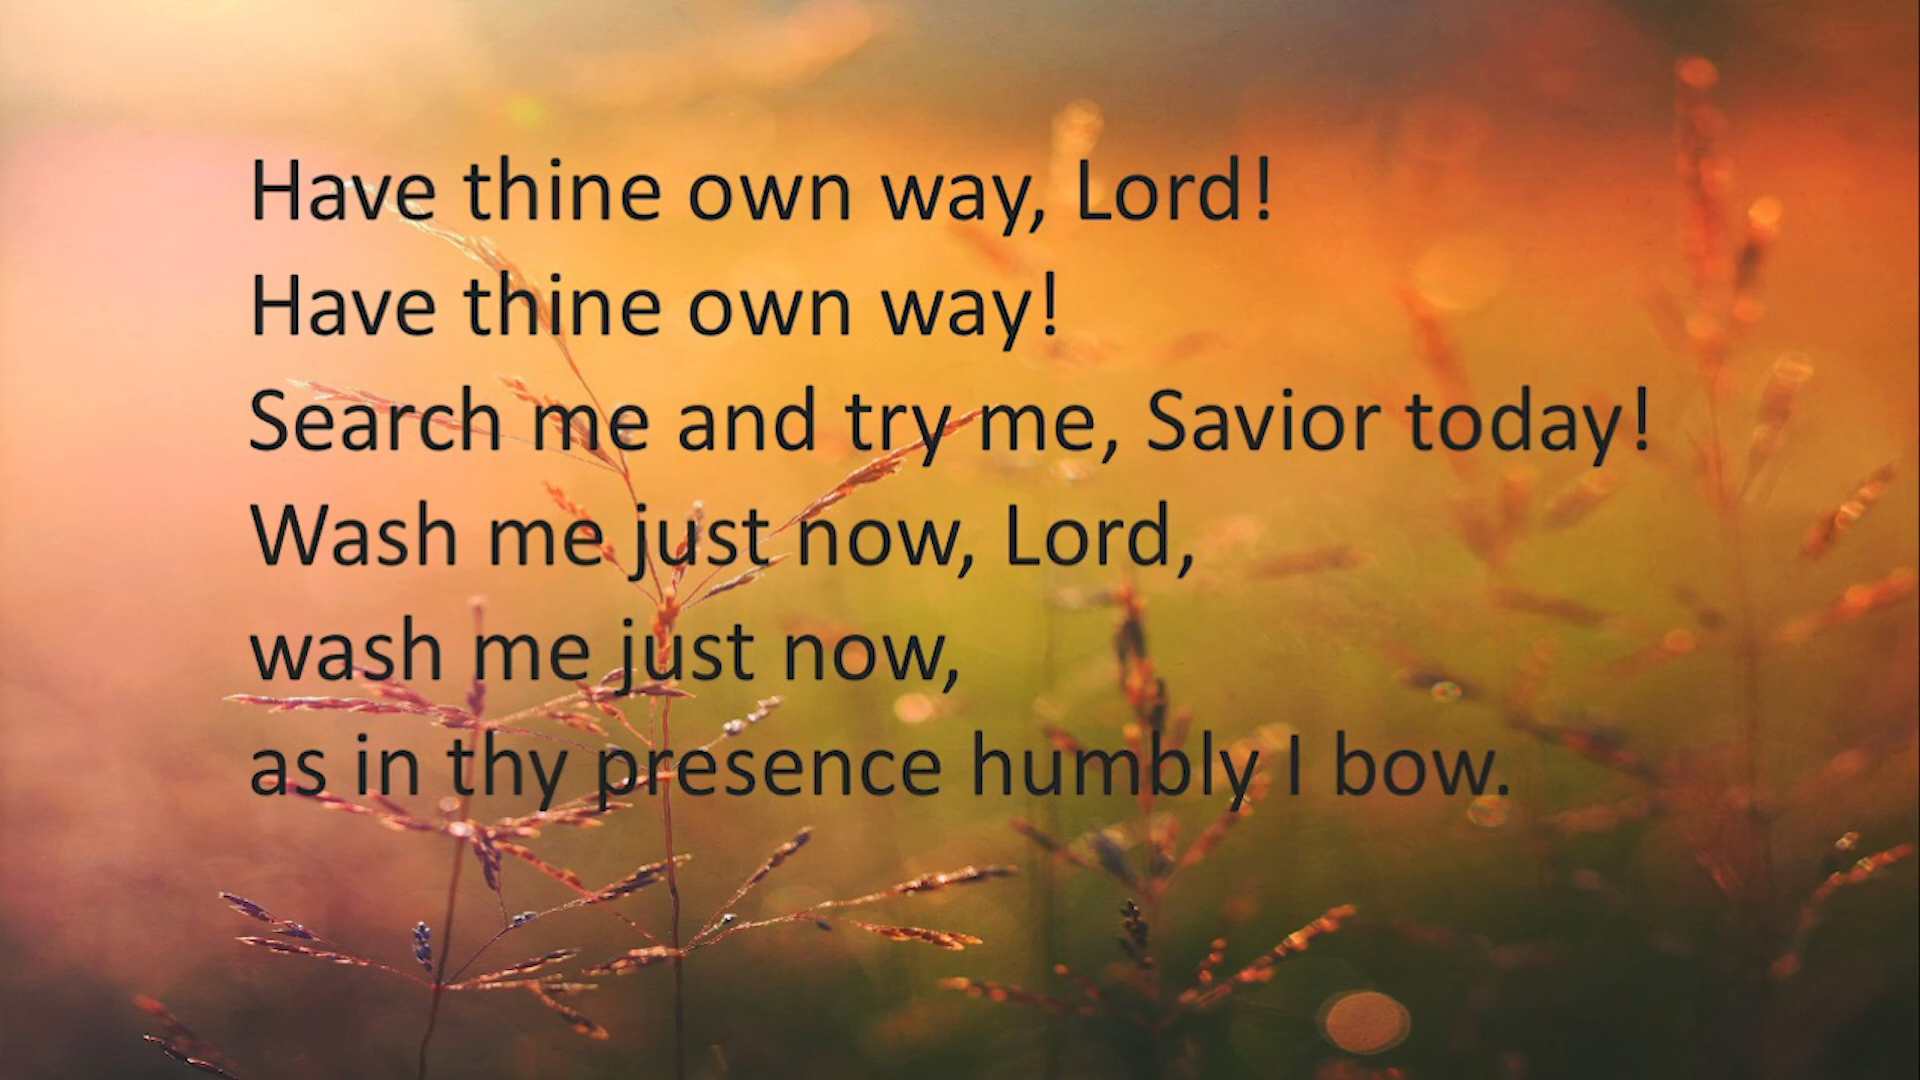 Have thine own way, Lord!
Have thine own way!
Search me and try me, Savior today!
Wash me just now, Lord,
wash me just now,
as in thy presence humbly I bow.